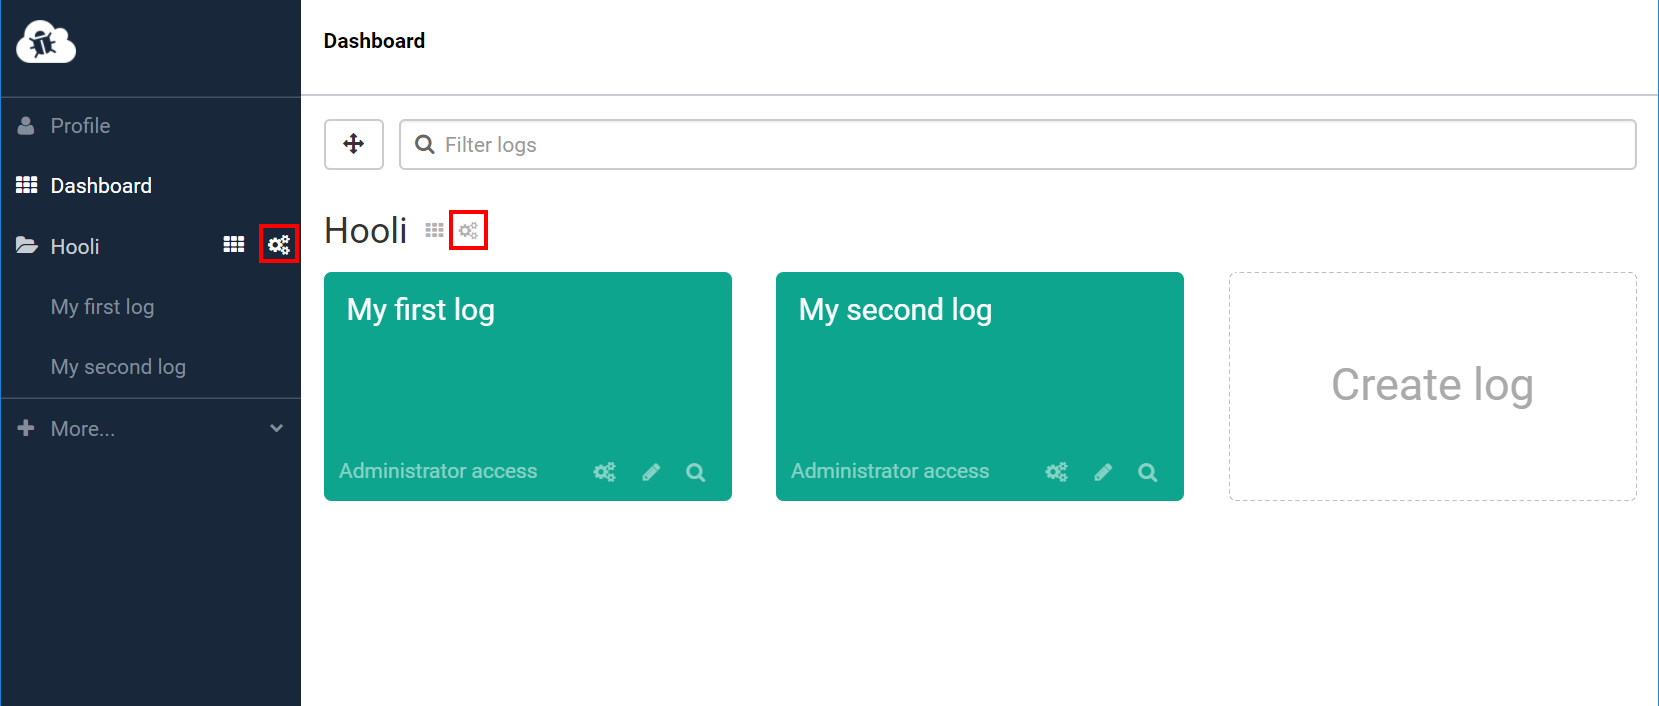 Profile
Dashboard
Hooli
My first log
My second log
More...
Dashboard
Filter logs
Hooli
My first log
Administrator access
My second log
Administrator access
Create log